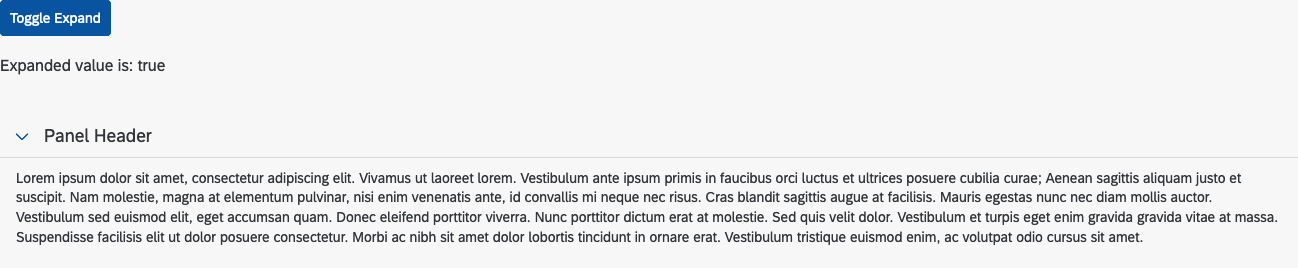 Toggle Expand
Expanded value is: true
Panel Header
Lorem ipsum dolor sit amet, consectetur adipiscing elit. Vivamus ut laoreet lorem. Vestibulum ante ipsum primis in faucibus orci luctus et ultrices posuere cubilia curae; Aenean sagittis aliquam justo et
suscipit. Nam molestie, magna at elementum pulvinar, nisi enim venenatis ante, id convallis mi neque nec risus. Cras blandit sagittis augue at facilisis. Mauris egestas nunc nec diam mollis auctor.
Vestibulum sed euismod elit, eget accumsan quam. Donec eleifend porttitor viverra. Nunc porttitor dictum erat at molestie. Sed quis velit dolor. Vestibulum et turpis eget enim gravida gravida vitae at massa.
Suspendisse facilisis elit ut dolor posuere consectetur. Morbi ac nibh sit amet dolor lobortis tincidunt in ornare erat. Vestibulum tristique euismod enim, ac volutpat odio cursus sit amet.